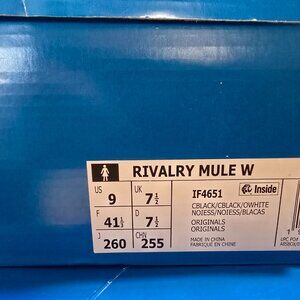 RIVALRY MULE W
US 9
UK 7½
F 41⅓
D 7½
J 260
CHN 255
IF4651
Inside
CBLACK/CBLACK/OWHITE
NOIESS/NOIESS/BLACAS
ORIGINALS
ORIGINALS
MADE IN CHINA
FABRIQUÉ EN CHINE